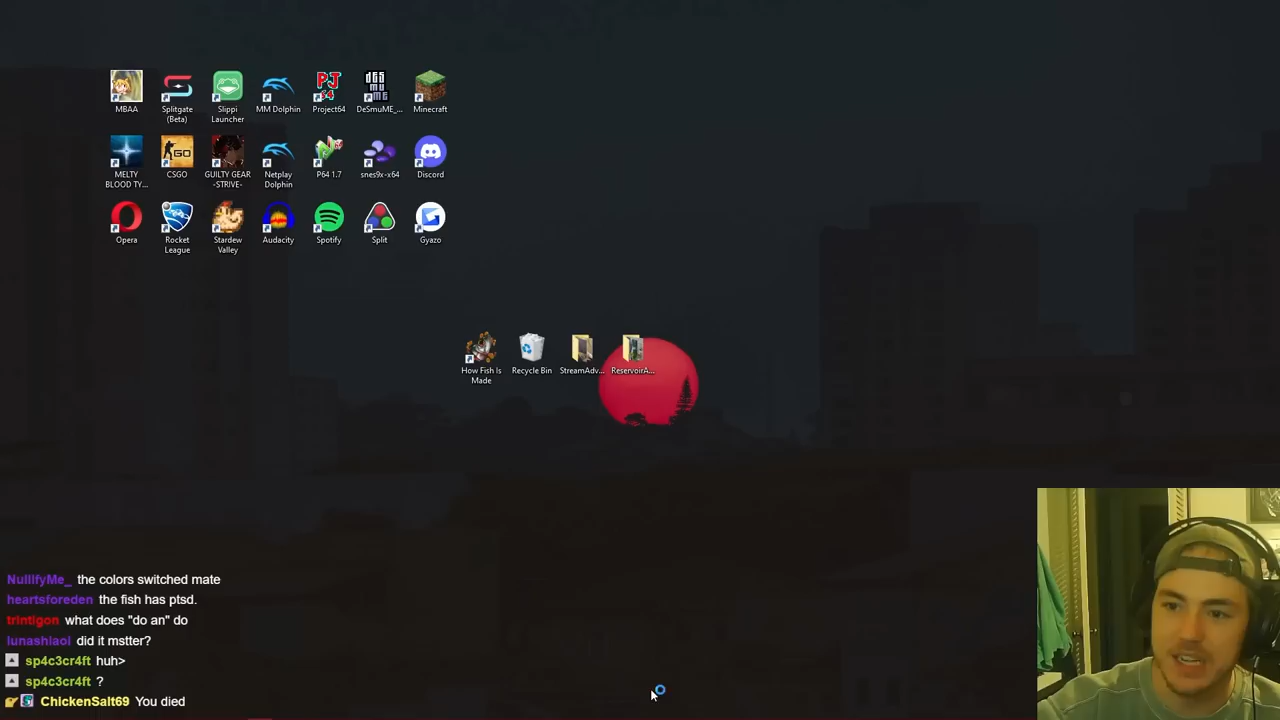 MBAA
Splitgate
(Beta)
Slippi
Launcher
MM Dolphin
Project64
DeSmuME_...
Minecraft
MELTY
BLOOD TY...
CSGO
GUILTY GEAR
-STRIVE-
Netplay
Dolphin
P64 1.7
snes9x-x64
Discord
Opera
Rocket
League
Stardew
Valley
Audacity
Spotify
Split
Gyazo
How Fish Is
Made
Recycle Bin
StreamAdv...
ReservoirA...
NullifyMe_ the colors switched mate
heartsforeden the fish has ptsd.
trintigon what does "do an" do
lunashiaol did it mstter?
sp4c3cr4ft huh>
sp4c3cr4ft ?
ChickenSalt69 You died